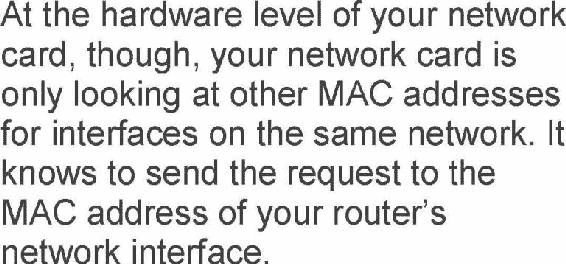 At the hardware level of your network
card, though, your network card is
only looking at other MAC addresses
for interfaces on the same network. It
knows to send the request to the
MAC address of your router's
network interface.